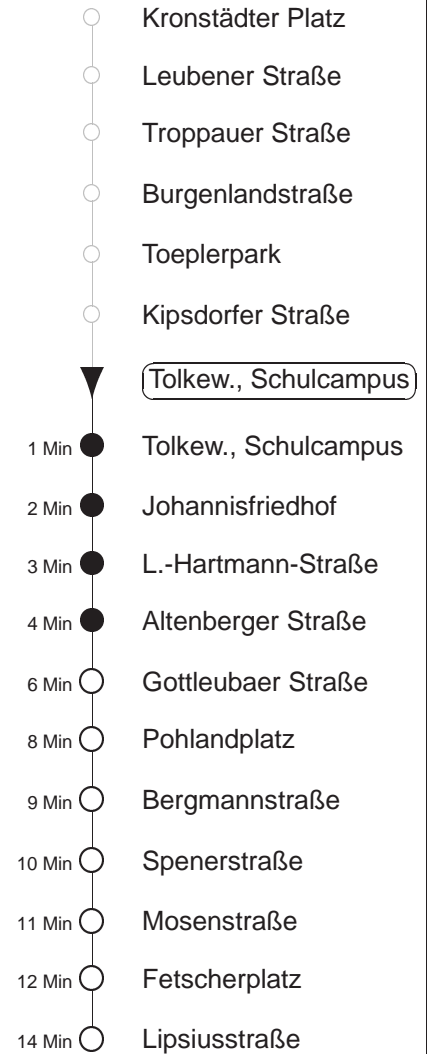 Kronstädter Platz
Leubener Straße
Troppauer Straße
Burgenlandstraße
Toeplerpark
Kipsdorfer Straße
Tolkew., Schulcampus
1 Min Tolkew., Schulcampus
2 Min Johannisfriedhof
3 Min L.-Hartmann-Straße
4 Min Altenberger Straße
6 Min Gottleubaer Straße
8 Min Pohlandplatz
9 Min Bergmannstraße
10 Min Spenerstraße
11 Min Mosenstraße
12 Min Fetscherplatz
14 Min Lipsiusstraße